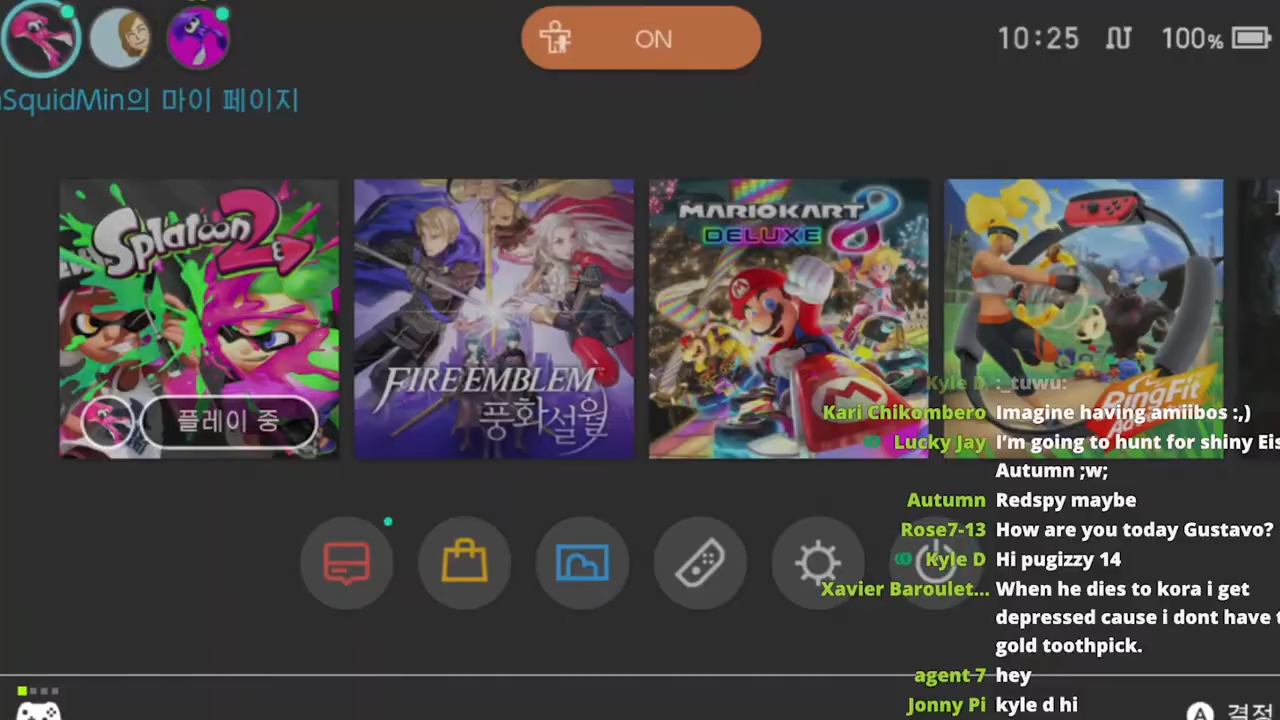 ON
10:25
100%
SquidMin의 마이 페이지
Splatoon 2
플레이 중
FIRE EMBLEM
풍화설월
MARIOKART 8
DELUXE
RingFit
Kyle D :_tuwu:
Kari Chikombero Imagine having amiibos :,)
Lucky Jay I'm going to hunt for shiny Eis
Autumn ;w;
Autumn Redspy maybe
Rose7-13 How are you today Gustavo?
Kyle D Hi pugizzy 14
Xavier Baroulet... When he dies to kora i get
depressed cause i dont have
gold toothpick.
agent 7 hey
Jonny Pi kyle d hi
A 결정